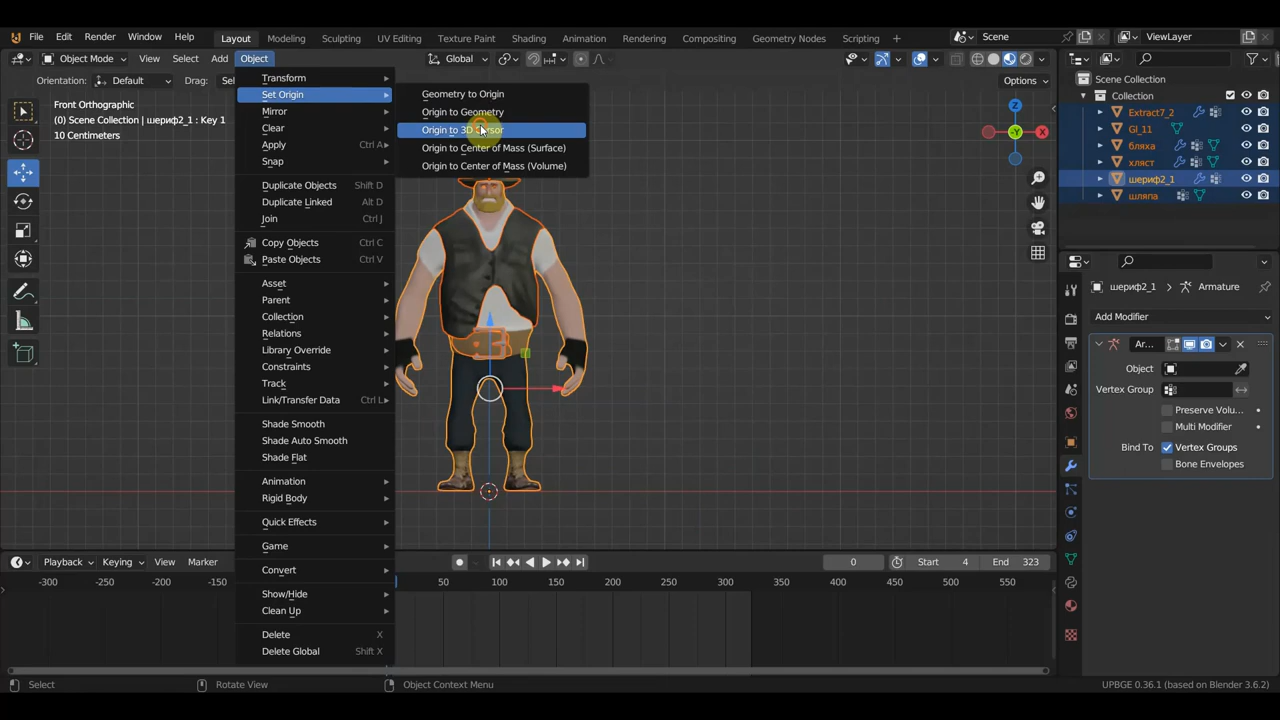 File Edit Render Window Help Layout Modeling Sculpting UV Editing Texture Paint Shading Animation Rendering Compositing Geometry Nodes Scripting + Scene ViewLayer
Object Mode View Select Add Object Global Options
Orientation: Default Drag: Sel
Front Orthographic
(0) Scene Collection | шериф2_1 : Key 1
10 Centimeters
Transform
Set Origin
Mirror
Clear
Apply Ctrl A
Snap
Duplicate Objects Shift D
Duplicate Linked Alt D
Join Ctrl J
Copy Objects Ctrl C
Paste Objects Ctrl V
Asset
Parent
Collection
Relations
Library Override
Constraints
Track
Link/Transfer Data Ctrl L
Shade Smooth
Shade Auto Smooth
Shade Flat
Animation
Rigid Body
Quick Effects
Game
Convert
Show/Hide
Clean Up
Delete X
Delete Global Shift X
Geometry to Origin
Origin to Geometry
Origin to 3D Cursor
Origin to Center of Mass (Surface)
Origin to Center of Mass (Volume)
Z
-Y
X
Scene Collection
Collection
Extract7_2
Gl_11
бляха
хляст
шериф2_1
шляпа
шериф2_1 Armature
Add Modifier
Ar...
Object
Vertex Group
Preserve Volu...
Multi Modifier
Bind To Vertex Groups
Bone Envelopes
Playback Keying View Marker 0 Start 4 End 323
-300 -250 -200 -150 50 100 150 200 250 300 350 400 450 500 550
Select Rotate View Object Context Menu UPBGE 0.36.1 (based on Blender 3.6.2)